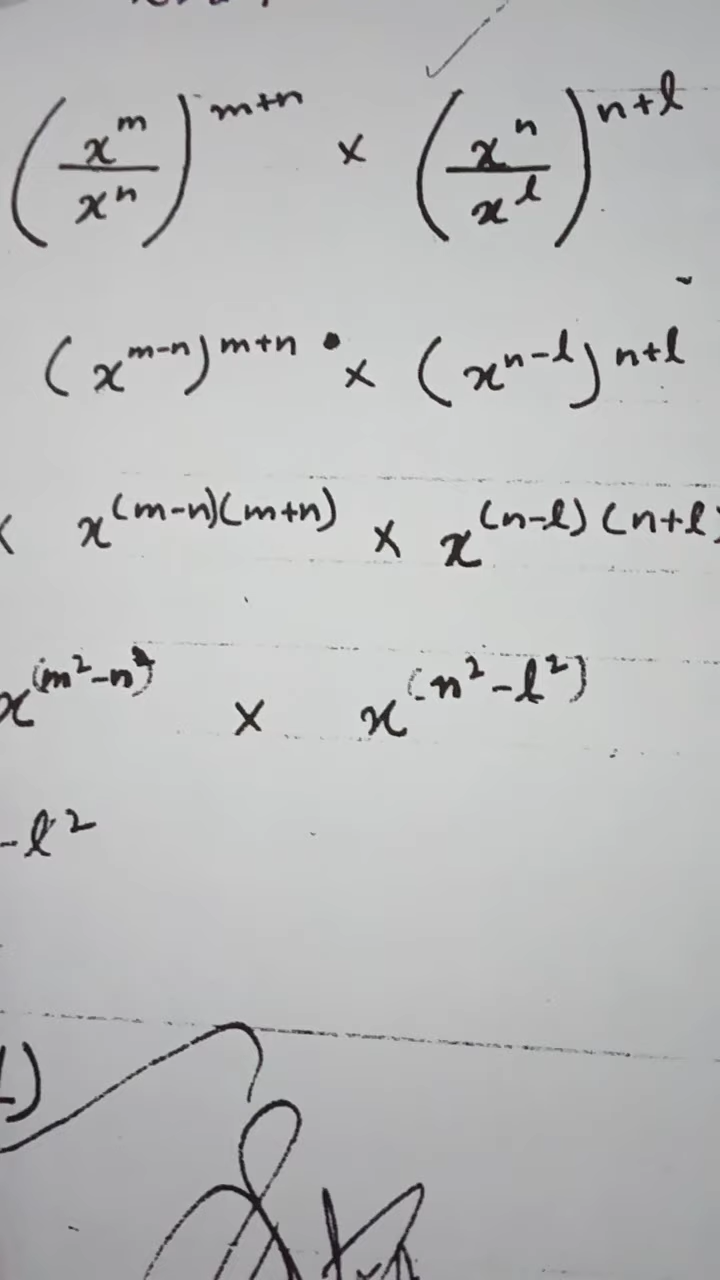 (x^m/x^n)^(m+n) × (x^n/x^l)^(n+l)
(x^(m-n))^(m+n) × (x^(n-l))^(n+l)
x^((m-n)(m+n)) × x^((n-l)(n+l)
x^(m²-n²) × x^(n²-l²)
-l²